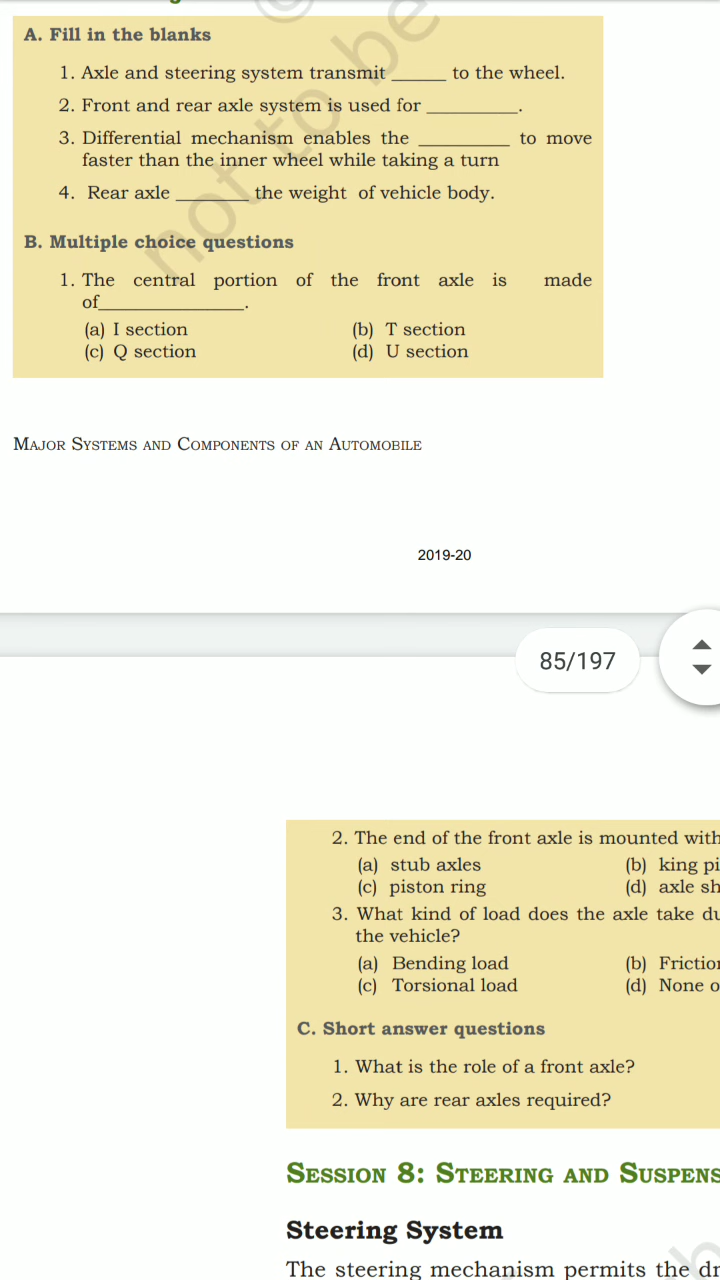 A. Fill in the blanks
1. Axle and steering system transmit ______ to the wheel.
2. Front and rear axle system is used for __________.
3. Differential mechanism enables the __________ to move
faster than the inner wheel while taking a turn
4. Rear axle ________ the weight of vehicle body.
B. Multiple choice questions
1. The central portion of the front axle is made
of________________.
(a) I section (b) T section
(c) Q section (d) U section
MAJOR SYSTEMS AND COMPONENTS OF AN AUTOMOBILE
2019-20
85/197
2. The end of the front axle is mounted with
(a) stub axles (b) king
(c) piston ring (d) axle
3. What kind of load does the axle take
the vehicle?
(a) Bending load (b)
(c) Torsional load (d) None
C. Short answer questions
1. What is the role of a front axle?
2. Why are rear axles required?
SESSION 8: STEERING AND
Steering System
The steering mechanism permits the
not to be